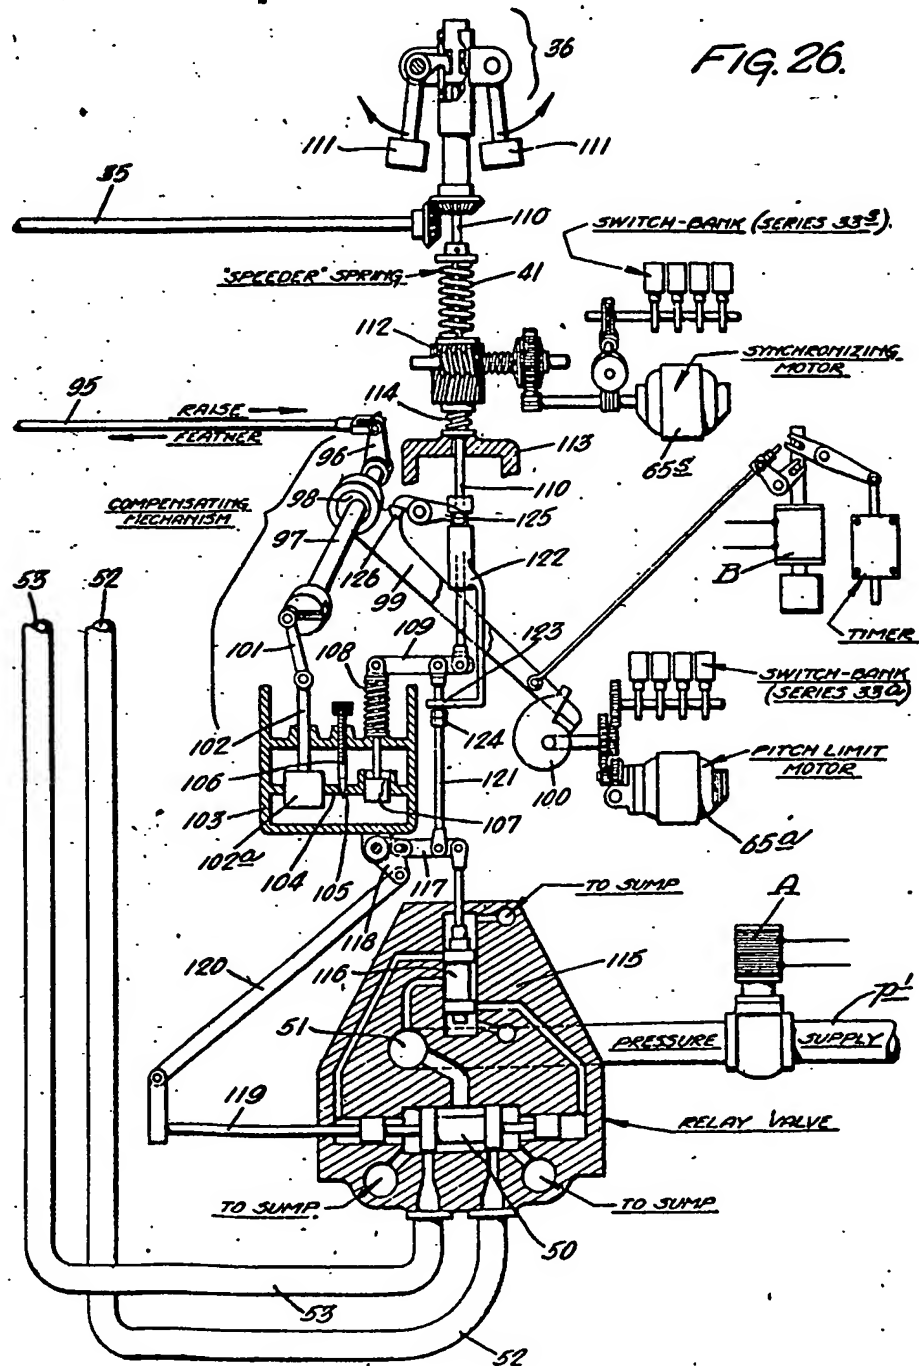 FIG. 26.
36
111
111
35
110
SWITCH-BANK (SERIES 33s).
"SPEEDER" SPRING
41
112
SYNCHRONIZING
MOTOR
95
RAISE
FEATHER
114
96
113
65s
COMPENSATING
MECHANISM
98
110
97
125
122
126
99
B
53
52
TIMER
101
108
109
123
SWITCH-BANK
(SERIES 33a)
102
124
PITCH LIMIT
MOTOR
106
121
100
103
107
102a
104
105
65a
117
TO SUMP
A
118
120
116
115
P'
51
PRESSURE
SUPPLY
119
RELAY VALVE
TO SUMP
TO SUMP
50
53
52